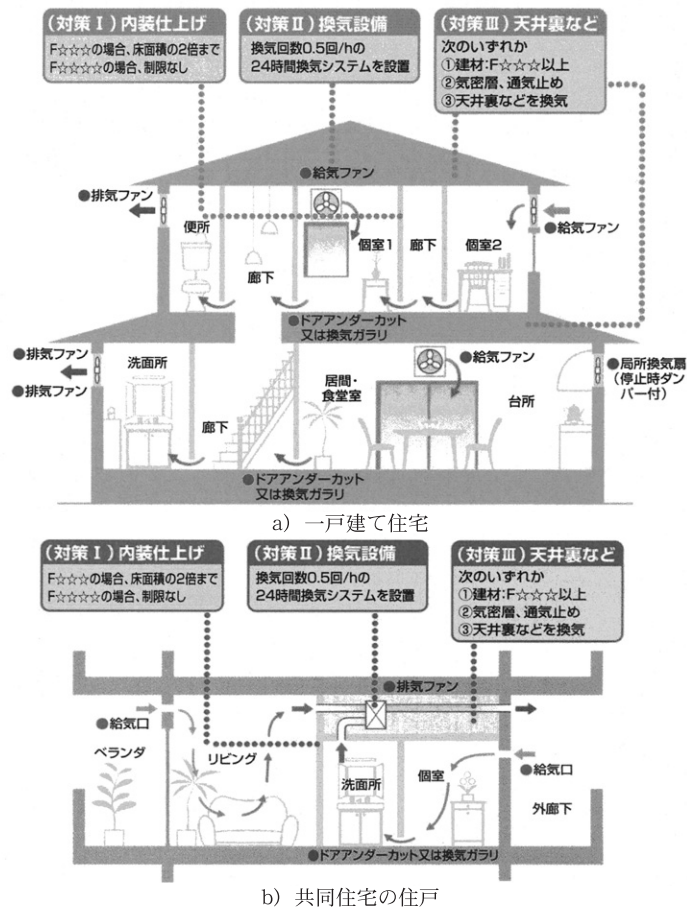 (対策Ⅰ)内装仕上げ
F☆☆☆の場合、床面積の2倍まで
F☆☆☆☆の場合、制限なし
(対策Ⅱ)換気設備
換気回数0.5回/hの
24時間換気システムを設置
(対策Ⅲ)天井裏など
次のいずれか
①建材:F☆☆☆以上
②気密層、通気止め
③天井裏などを換気
●給気ファン
●排気ファン
便所
廊下
個室1
廊下
個室2
●給気ファン
●ドアアンダーカット
又は換気ガラリ
●排気ファン
●排気ファン
洗面所
廊下
居間・
食堂室
●給気ファン
台所
●局所換気扇
(停止時ダン
パー付)
●ドアアンダーカット
又は換気ガラリ
a) 一戸建て住宅
(対策Ⅰ)内装仕上げ
F☆☆☆の場合、床面積の2倍まで
F☆☆☆☆の場合、制限なし
(対策Ⅱ)換気設備
換気回数0.5回/hの
24時間換気システムを設置
(対策Ⅲ)天井裏など
次のいずれか
①建材:F☆☆☆以上
②気密層、通気止め
③天井裏などを換気
●排気ファン
●給気口
ベランダ
リビング
洗面所
個室
●給気口
外廊下
●ドアアンダーカット又は換気ガラリ
b) 共同住宅の住戸